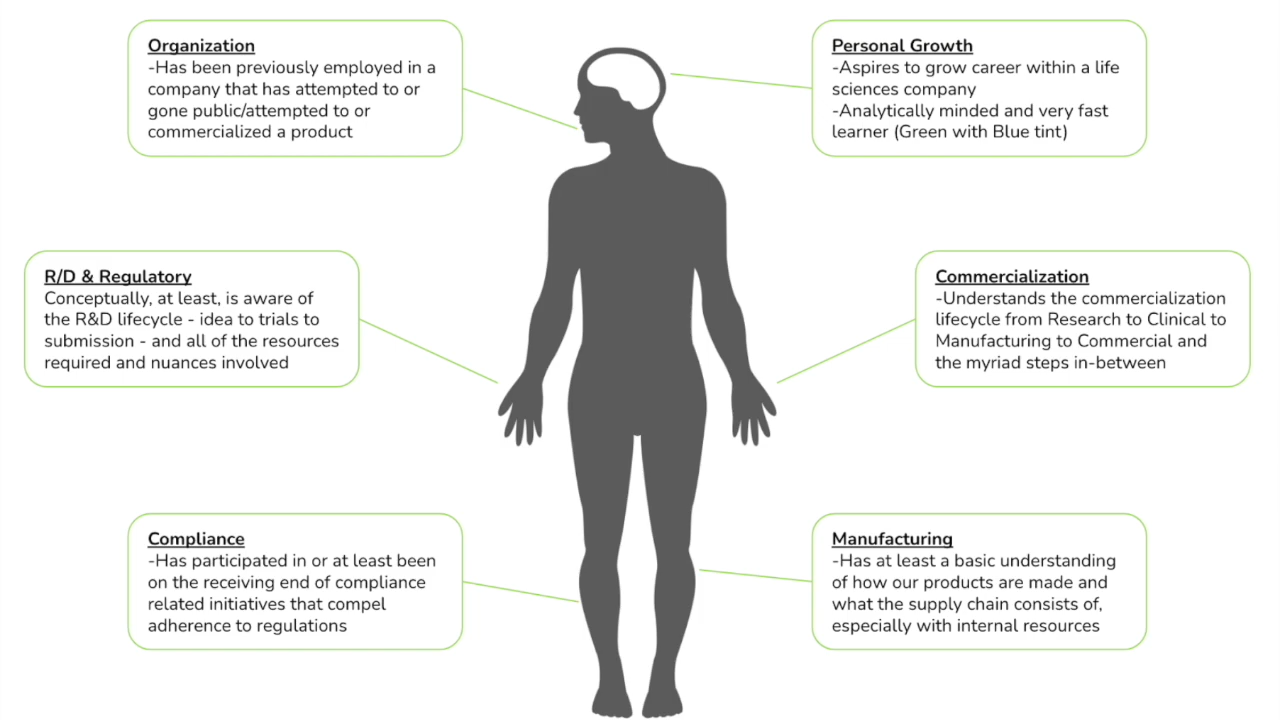 Organization
-Has been previously employed in a
company that has attempted to or
gone public/attempted to or
commercialized a product
Personal Growth
-Aspires to grow career within a life
sciences company
-Analytically minded and very fast
learner (Green with Blue tint)
R/D & Regulatory
Conceptually, at least, is aware of
the R&D lifecycle - idea to trials to
submission - and all of the resources
required and nuances involved
Commercialization
-Understands the commercialization
lifecycle from Research to Clinical to
Manufacturing to Commercial and
the myriad steps in-between
Compliance
-Has participated in or at least been
on the receiving end of compliance
related initiatives that compel
adherence to regulations
Manufacturing
-Has at least a basic understanding
of how our products are made and
what the supply chain consists of,
especially with internal resources